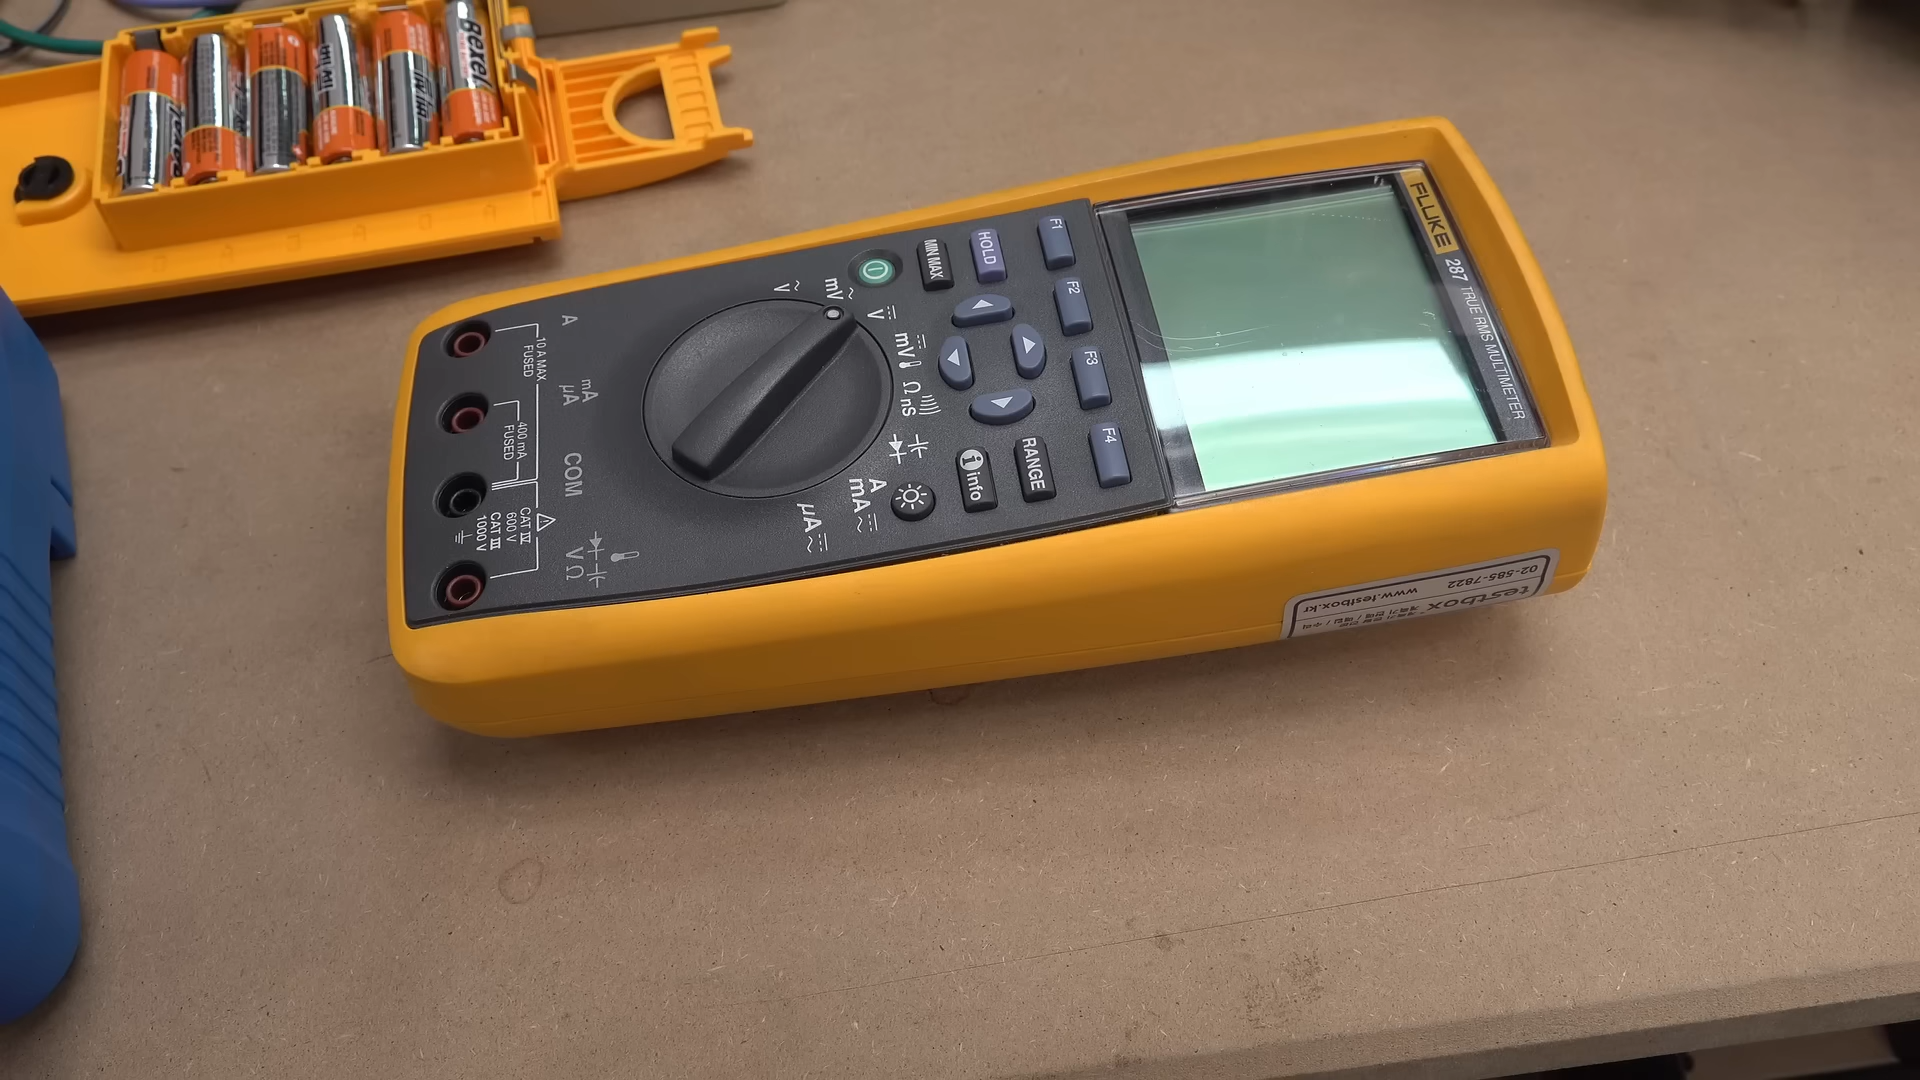 FLUKE
287 TRUE RMS MULTIMETER
F1
F2
F3
F4
MIN MAX
HOLD
info
RANGE
V
mV
V
mV
Ω
nS
A
mA
μA
A
10 A MAX
FUSED
mA
μA
400 mA
FUSED
COM
CAT IV
600 V
CAT III
1000 V
V Ω
Bexel
testbox
www.testbox.kr
02-585-7822